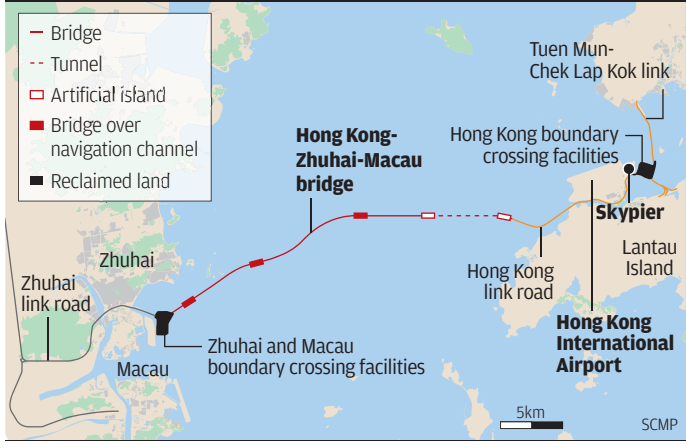 Bridge
Tunnel
Artificial island
Bridge over
navigation channel
Reclaimed land
Tuen Mun-
Chek Lap Kok link
Hong Kong-
Zhuhai-Macau
bridge
Hong Kong boundary
crossing facilities
Skypier
Lantau
Island
Zhuhai
Zhuhai
link road
Hong Kong
link road
Hong Kong
International
Airport
Macau
Zhuhai and Macau
boundary crossing facilities
5km
SCMP